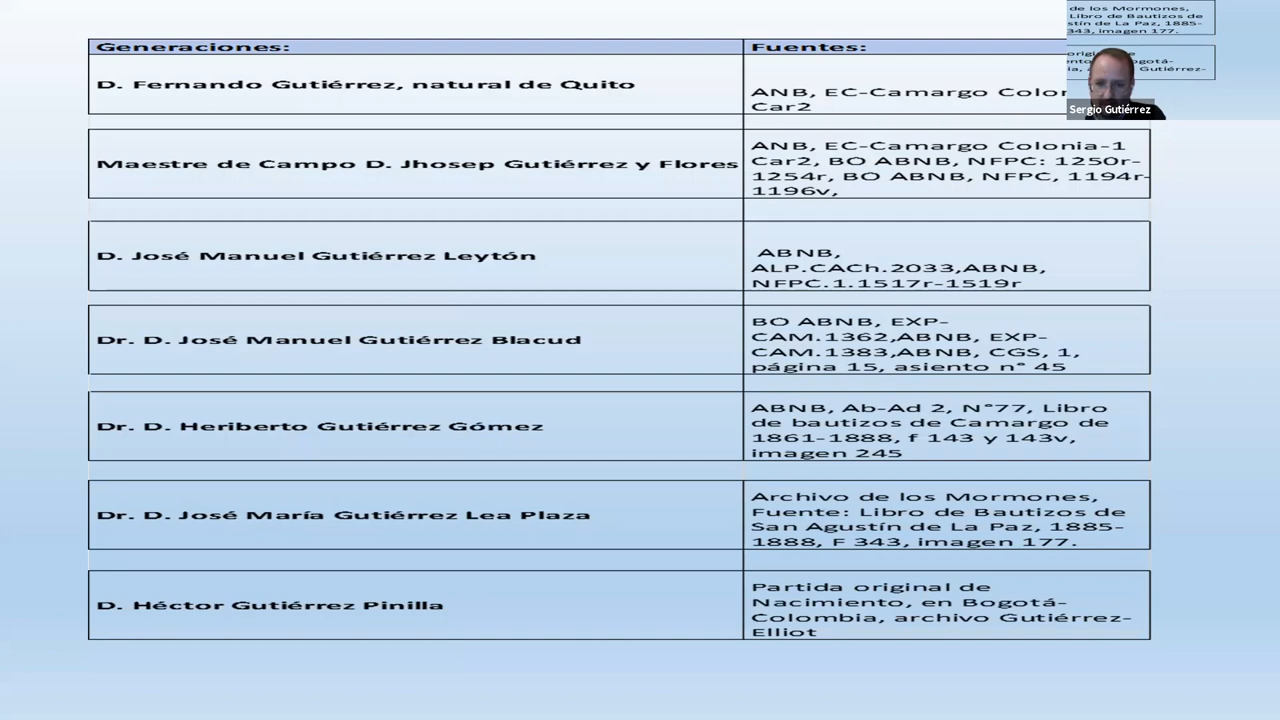 de los Mormones,
Libro de Bautizos de
stín de La Paz, 1885-
343, imagen 177.
Generaciones:
Fuentes:
D. Fernando Gutiérrez, natural de Quito
ANB, EC-Camargo
Car2
Gutiérrez-
Sergio Gutiérrez
Maestre de Campo D. Jhosep Gutiérrez y Flores
ANB, EC-Camargo Colonia-1
Car2, BO ABNB, NFPC: 1250r-
1254r, BO ABNB, NFPC, 1194r-
1196v,
D. José Manuel Gutiérrez Leytón
ABNB,
ALP.CACh.2033,ABNB,
NFPC.1.1517r-1519r
Dr. D. José Manuel Gutiérrez Blacud
BO ABNB, EXP-
CAM.1362,ABNB, EXP-
CAM.1383,ABNB, CGS, 1,
página 15, asiento n° 45
Dr. D. Heriberto Gutiérrez Gómez
ABNB, Ab-Ad 2, N°77, Libro
de bautizos de Camargo de
1861-1888, f 143 y 143v,
imagen 245
Dr. D. José María Gutiérrez Lea Plaza
Archivo de los Mormones,
Fuente: Libro de Bautizos de
San Agustín de La Paz, 1885-
1888, F 343, imagen 177.
D. Héctor Gutiérrez Pinilla
Partida original de
Nacimiento, en Bogotá-
Colombia, archivo Gutiérrez-
Elliot